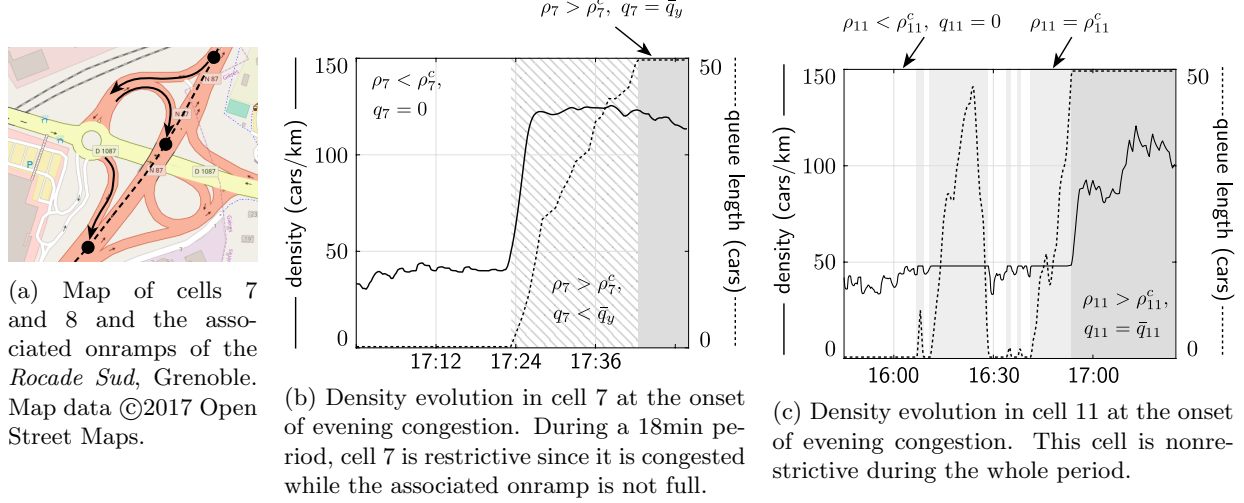 N 87
N 87
D 1087
P
N 87
D 1087
23
19
(a) Map of cells 7
and 8 and the asso-
ciated onramps of the
Rocade Sud, Grenoble.
Map data ©2017 Open
Street Maps.
ρ₇ > ρ₇ᶜ, q₇ = q̄_y
density (cars/km)
150
100
50
0
ρ₇ < ρ₇ᶜ,
q₇ = 0
ρ₇ > ρ₇ᶜ,
q₇ < q̄_y
17:12
17:24
17:36
50
0
queue length (cars)
(b) Density evolution in cell 7 at the onset
of evening congestion. During a 18min pe-
riod, cell 7 is restrictive since it is congested
while the associated onramp is not full.
ρ₁₁ < ρ₁₁ᶜ, q₁₁ = 0
ρ₁₁ = ρ₁₁ᶜ
density (cars/km)
150
100
50
0
ρ₁₁ > ρ₁₁ᶜ,
q₁₁ = q̄₁₁
16:00
16:30
17:00
50
0
queue length (cars)
(c) Density evolution in cell 11 at the onset
of evening congestion. This cell is nonre-
strictive during the whole period.